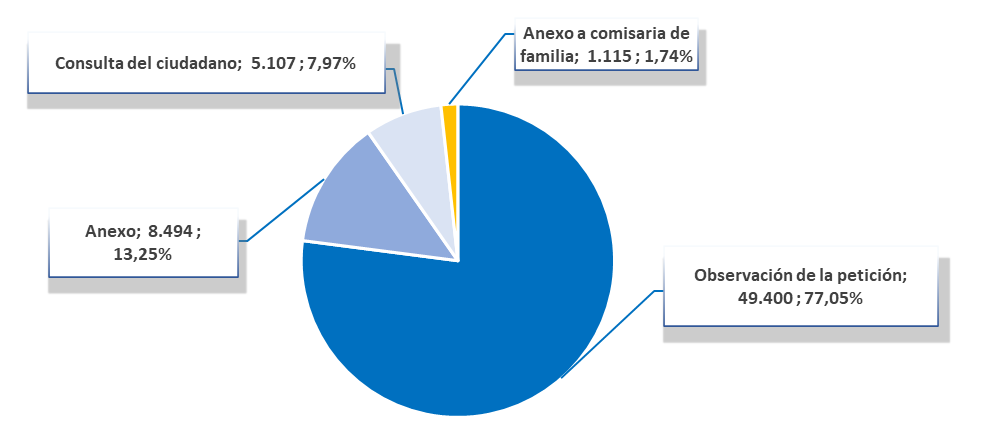 Anexo a comisaria de
familia; 1.115 ; 1,74%
Consulta del ciudadano; 5.107 ; 7,97%
Anexo; 8.494 ;
13,25%
Observación de la petición;
49.400 ; 77,05%